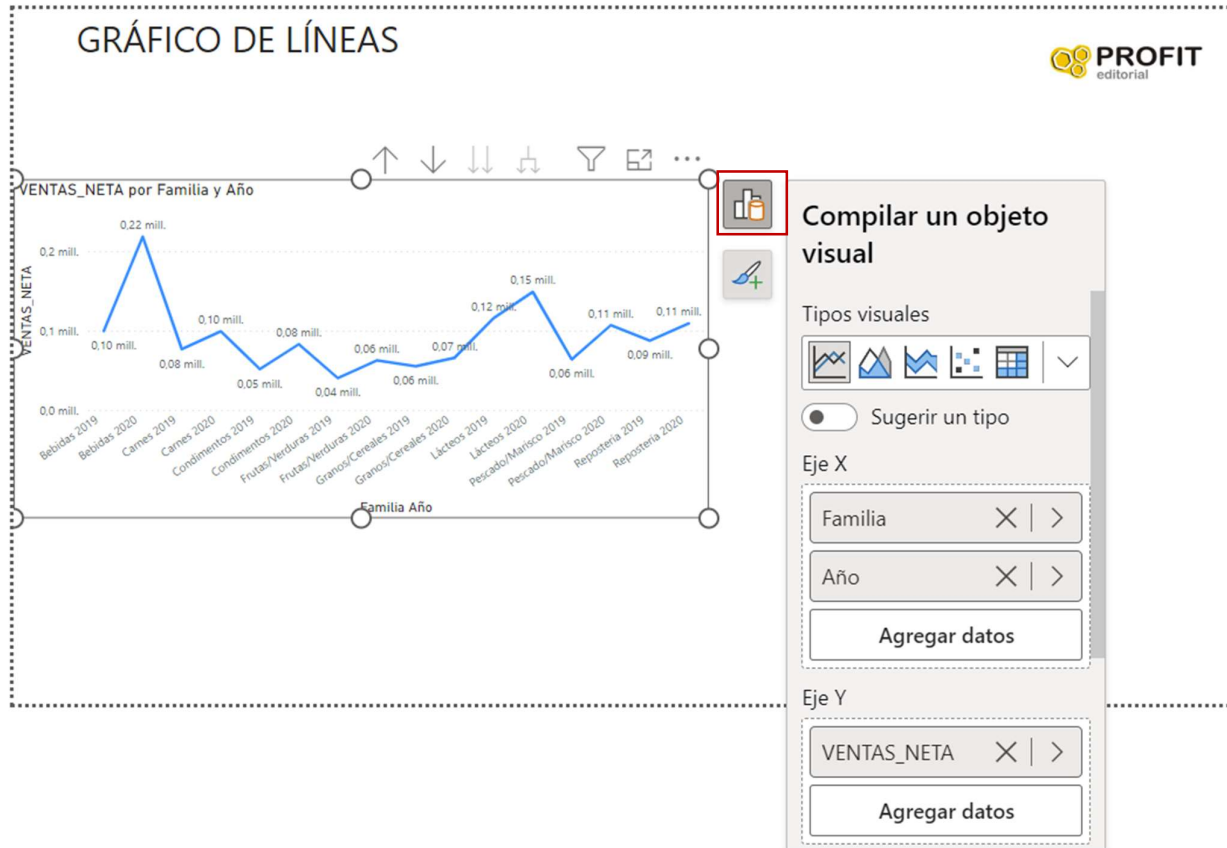 GRÁFICO DE LÍNEAS
PROFIT
editorial
VENTAS_NETA por Familia y Año
VENTAS_NETA
0,2 mill.
0,1 mill.
0,0 mill.
0,10 mill.
0,22 mill.
0,08 mill.
0,10 mill.
0,05 mill.
0,08 mill.
0,04 mill.
0,06 mill.
0,06 mill.
0,07 mill.
0,12 mill.
0,15 mill.
0,06 mill.
0,11 mill.
0,09 mill.
0,11 mill.
Bebidas 2019
Bebidas 2020
Carnes 2019
Carnes 2020
Condimentos 2019
Condimentos 2020
Frutas/Verduras 2019
Frutas/Verduras 2020
Granos/Cereales 2019
Granos/Cereales 2020
Lácteos 2019
Lácteos 2020
Pescado/Marisco 2019
Pescado/Marisco 2020
Repostería 2019
Repostería 2020
Familia Año
Compilar un objeto
visual
Tipos visuales
Sugerir un tipo
Eje X
Familia
Año
Agregar datos
Eje Y
VENTAS_NETA
Agregar datos